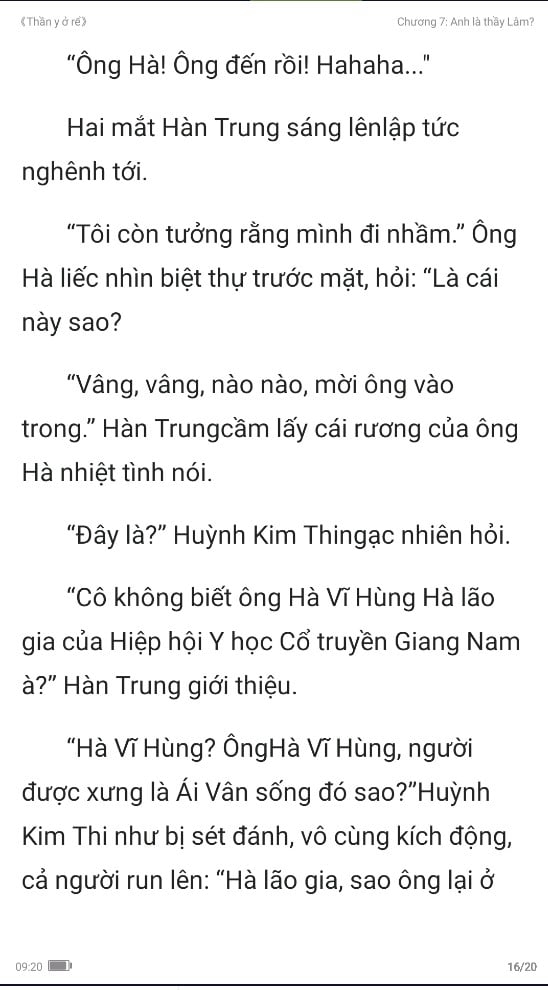 《Thần y ở rể》 Chương 7: Anh là thầy Lâm?
“Ông Hà! Ông đến rồi! Hahaha..."
Hai mắt Hàn Trung sáng lênlập tức
nghênh tới.
“Tôi còn tưởng rằng mình đi nhầm.” Ông
Hà liếc nhìn biệt thự trước mặt, hỏi: “Là cái
này sao?
“Vâng, vâng, nào nào, mời ông vào
trong.” Hàn Trungcầm lấy cái rương của ông
Hà nhiệt tình nói.
“Đây là?” Huỳnh Kim Thingạc nhiên hỏi.
“Cô không biết ông Hà Vĩ Hùng Hà lão
gia của Hiệp hội Y học Cổ truyền Giang Nam
à?” Hàn Trung giới thiệu.
“Hà Vĩ Hùng? ÔngHà Vĩ Hùng, người
được xưng là Ái Vân sống đó sao?”Huỳnh
Kim Thi như bị sét đánh, vô cùng kích động,
cả người run lên: “Hà lão gia, sao ông lại ở
09:20 16/20